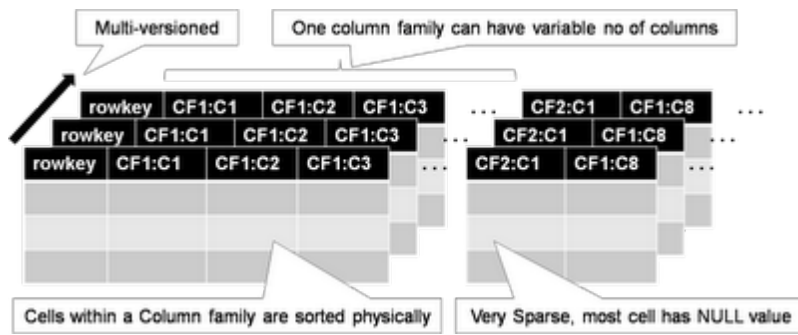 Multi-versioned
One column family can have variable no of columns
rowkey CF1:C1 CF1:C2 CF1:C3 ... CF2:C1 CF1:C8 ...
rowkey CF1:C1 CF1:C2 CF1:C3 ... CF2:C1 CF1:C8 ...
rowkey CF1:C1 CF1:C2 CF1:C3 ... CF2:C1 CF1:C8 ...
Cells within a Column family are sorted physically
Very Sparse, most cell has NULL value